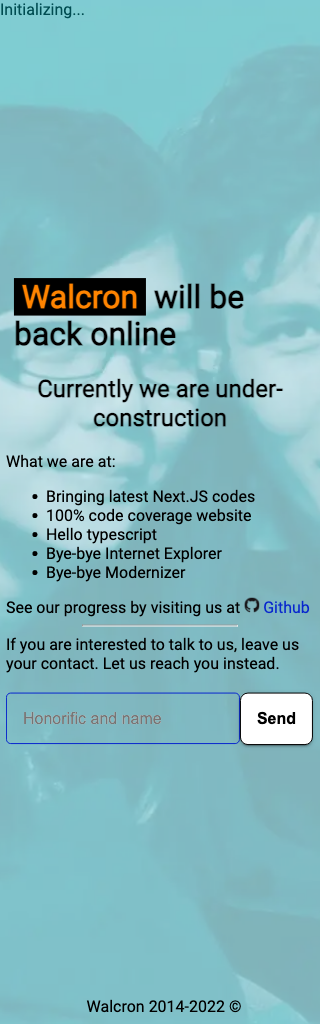 Initializing...
Walcron will be
back online
Currently we are under-
construction
What we are at:
• Bringing latest Next.JS codes
• 100% code coverage website
• Hello typescript
• Bye-bye Internet Explorer
• Bye-bye Modernizer
See our progress by visiting us at Github
If you are interested to talk to us, leave us
your contact. Let us reach you instead.
Honorific and name Send
Walcron 2014-2022 ©